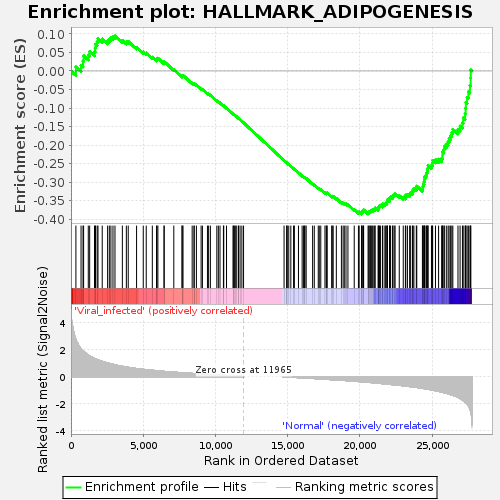 Enrichment plot: HALLMARK_ADIPOGENESIS
Enrichment score (ES)
0.10
0.05
0.00
-0.05
-0.10
-0.15
-0.20
-0.25
-0.30
-0.35
-0.40
'Viral_infected' (positively correlated)
Ranked list metric (Signal2Noise)
4
2
0
-2
-4
Zero cross at 11965
'Normal' (negatively correlated)
0
5,000
10,000
15,000
20,000
25,000
Rank in Ordered Dataset
Enrichment profile
Hits
Ranking metric scores